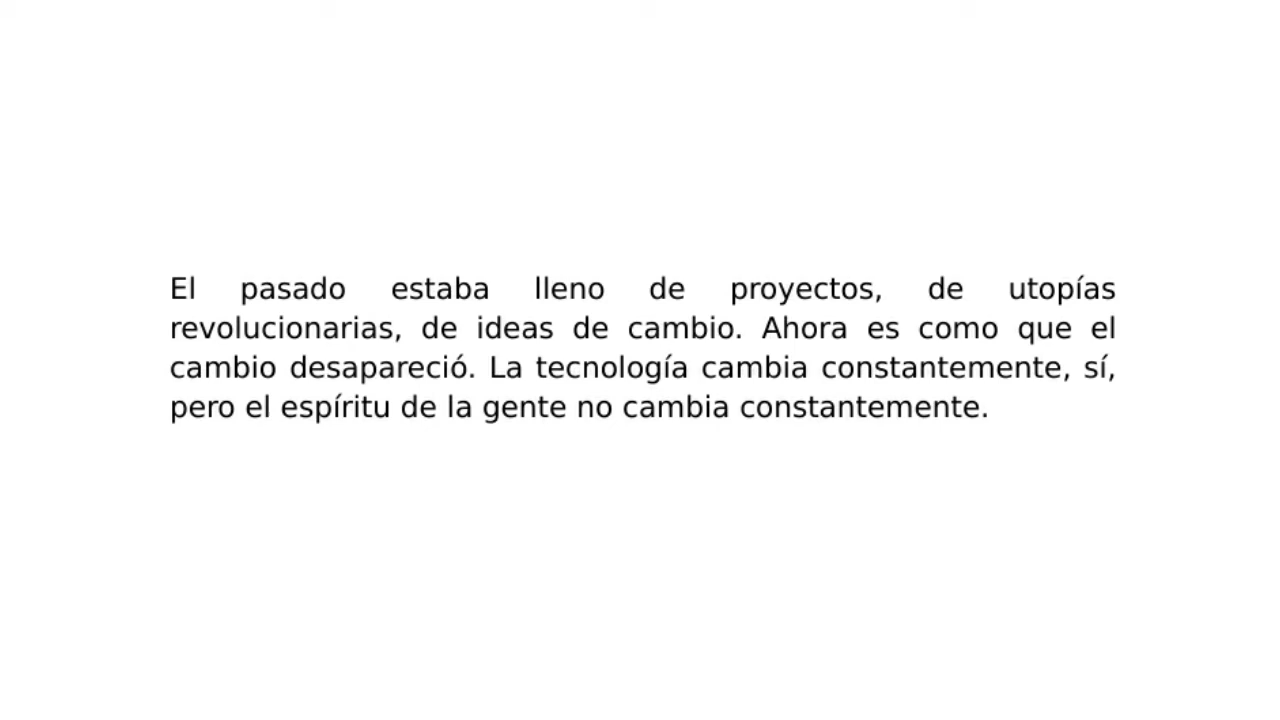 El pasado estaba lleno de proyectos, de utopías
revolucionarias, de ideas de cambio. Ahora es como que el
cambio desapareció. La tecnología cambia constantemente, sí,
pero el espíritu de la gente no cambia constantemente.